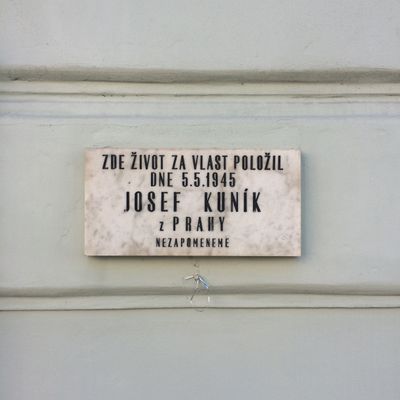 ZDE ŽIVOT ZA VLAST POLOŽIL
DNE 5.5.1945
JOSEF KUNÍK
z PRAHY
NEZAPOMENEME